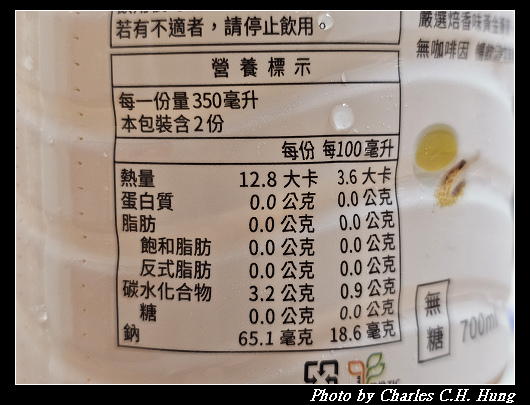 若有不適者，請停止飲用。
營養標示
每一份量350毫升
本包裝含2份
每份 每100毫升
熱量 12.8 大卡 3.6 大卡
蛋白質 0.0 公克 0.0 公克
脂肪 0.0 公克 0.0 公克
飽和脂肪 0.0 公克 0.0 公克
反式脂肪 0.0 公克 0.0 公克
碳水化合物 3.2 公克 0.9 公克
糖 0.0 公克 0.0 公克
鈉 65.1 毫克 18.6 毫克
嚴選焙香味黃金
無咖啡因
無糖
700ml
Photo by Charles C.H. Hung